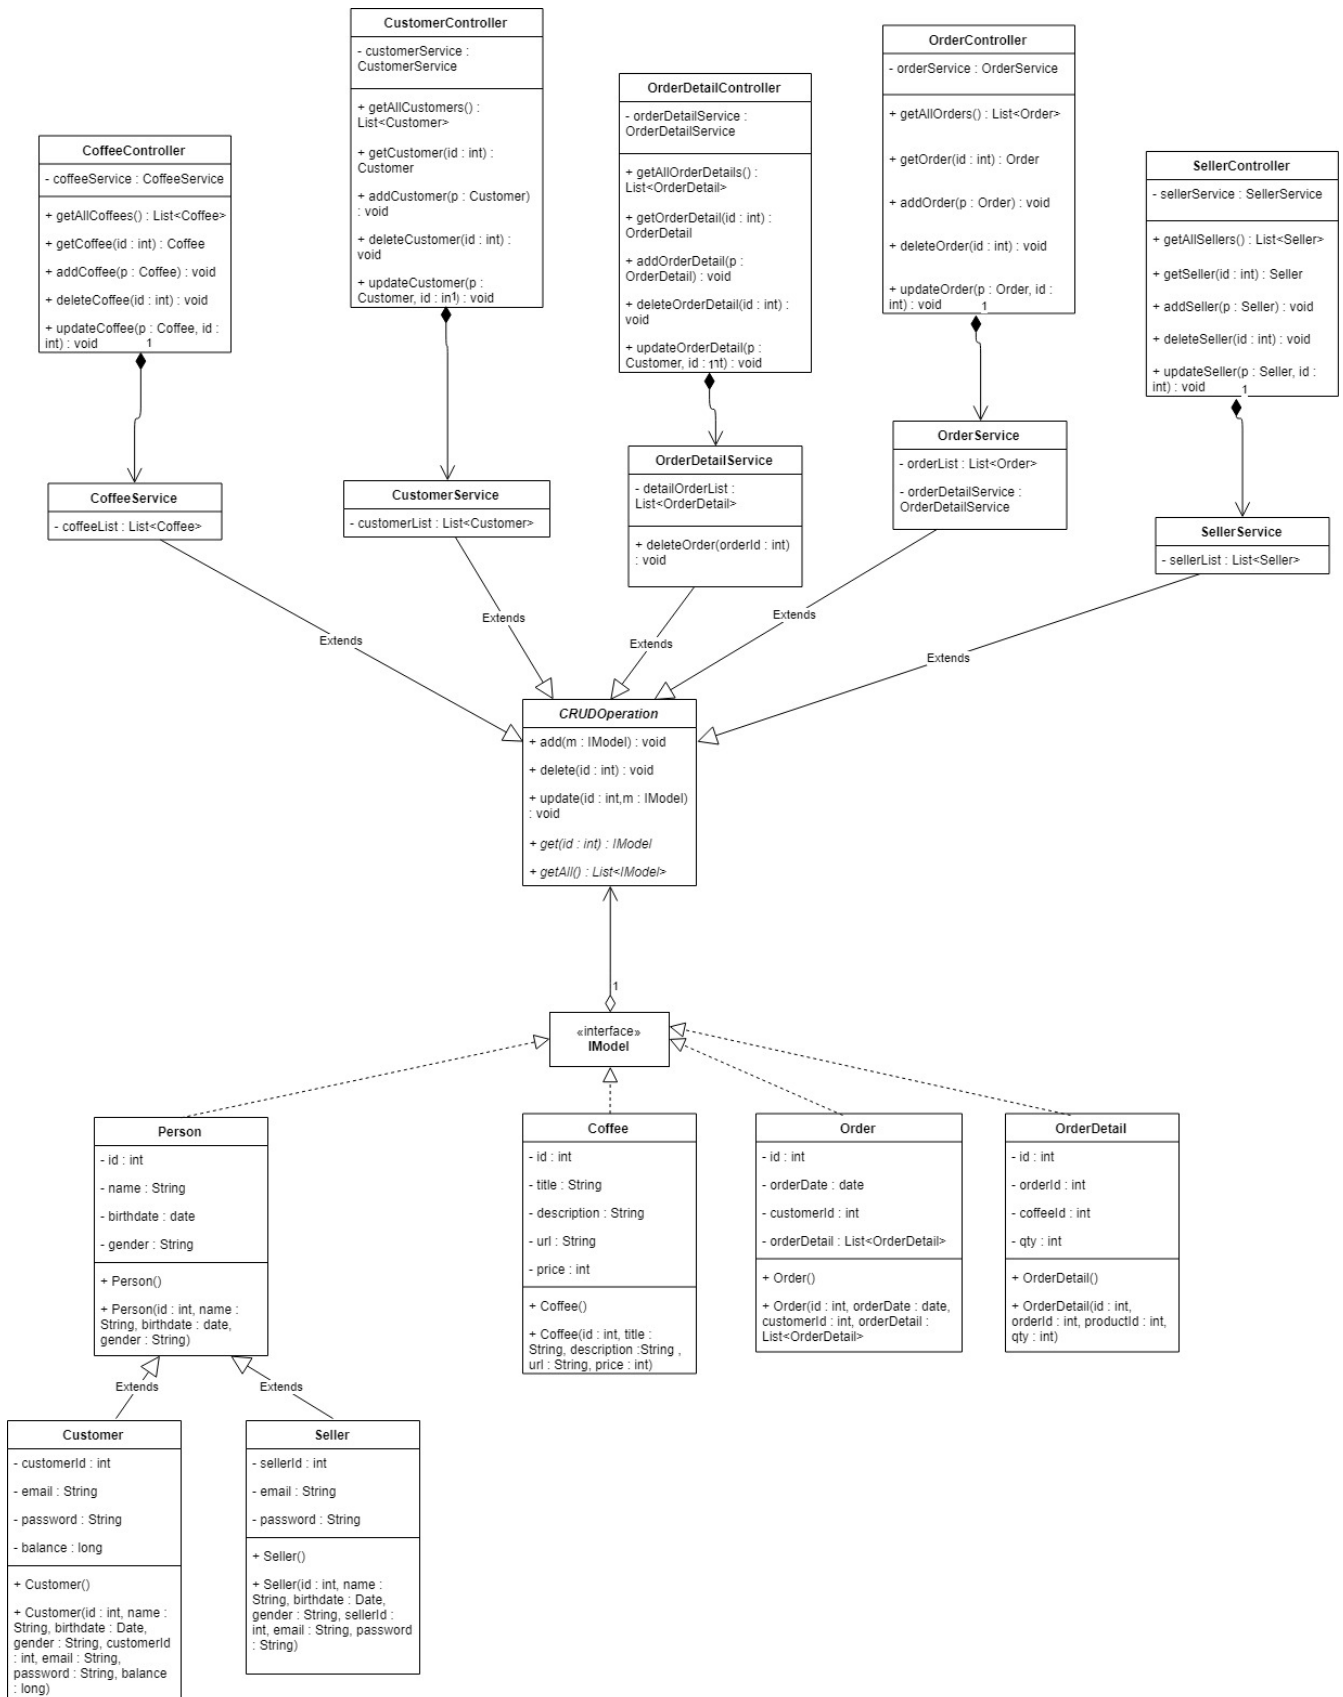 CustomerController
- customerService :
CustomerService
+ getAllCustomers() :
List<Customer>
+ getCustomer(id : int) :
Customer
+ addCustomer(p : Customer)
: void
+ deleteCustomer(id : int) :
void
+ updateCustomer(p :
Customer, id : int) : void
1
OrderController
- orderService : OrderService
+ getAllOrders() : List<Order>
+ getOrder(id : int) : Order
+ addOrder(p : Order) : void
+ deleteOrder(id : int) : void
+ updateOrder(p : Order, id :
int) : void
1
OrderDetailController
- orderDetailService :
OrderDetailService
+ getAllOrderDetails() :
List<OrderDetail>
+ getOrderDetail(id : int) :
OrderDetail
+ addOrderDetail(p :
OrderDetail) : void
+ deleteOrderDetail(id : int) :
void
+ updateOrderDetail(p :
Customer, id : int) : void
1
CoffeeController
- coffeeService : CoffeeService
+ getAllCoffees() : List<Coffee>
+ getCoffee(id : int) : Coffee
+ addCoffee(p : Coffee) : void
+ deleteCoffee(id : int) : void
+ updateCoffee(p : Coffee, id :
int) : void
1
SellerController
- sellerService : SellerService
+ getAllSellers() : List<Seller>
+ getSeller(id : int) : Seller
+ addSeller(p : Seller) : void
+ deleteSeller(id : int) : void
+ updateSeller(p : Seller, id :
int) : void
1
CoffeeService
- coffeeList : List<Coffee>
CustomerService
- customerList : List<Customer>
OrderDetailService
- detailOrderList :
List<OrderDetail>
+ deleteOrder(orderId : int)
: void
OrderService
- orderList : List<Order>
- orderDetailService :
OrderDetailService
SellerService
- sellerList : List<Seller>
Extends
Extends
Extends
Extends
Extends
CRUDOperation
+ add(m : IModel) : void
+ delete(id : int) : void
+ update(id : int,m : IModel)
: void
+ get(id : int) : IModel
+ getAll() : List<IModel>
1
«interface»
IModel
Person
- id : int
- name : String
- birthdate : date
- gender : String
+ Person()
+ Person(id : int, name :
String, birthdate : date,
gender : String)
Coffee
- id : int
- title : String
- description : String
- url : String
- price : int
+ Coffee()
+ Coffee(id : int, title :
String, description :String ,
url : String, price : int)
Order
- id : int
- orderDate : date
- customerId : int
- orderDetail : List<OrderDetail>
+ Order()
+ Order(id : int, orderDate : date,
customerId : int, orderDetail :
List<OrderDetail>
OrderDetail
- id : int
- orderId : int
- coffeeId : int
- qty : int
+ OrderDetail()
+ OrderDetail(id : int,
orderId : int, productId : int,
qty : int)
Extends
Extends
Customer
- customerId : int
- email : String
- password : String
- balance : long
+ Customer()
+ Customer(id : int, name :
String, birthdate : Date,
gender : String, customerId
: int, email : String,
password : String, balance
: long)
Seller
- sellerId : int
- email : String
- password : String
+ Seller()
+ Seller(id : int, name :
String, birthdate : Date,
gender : String, sellerId :
int, email : String, password
: String)